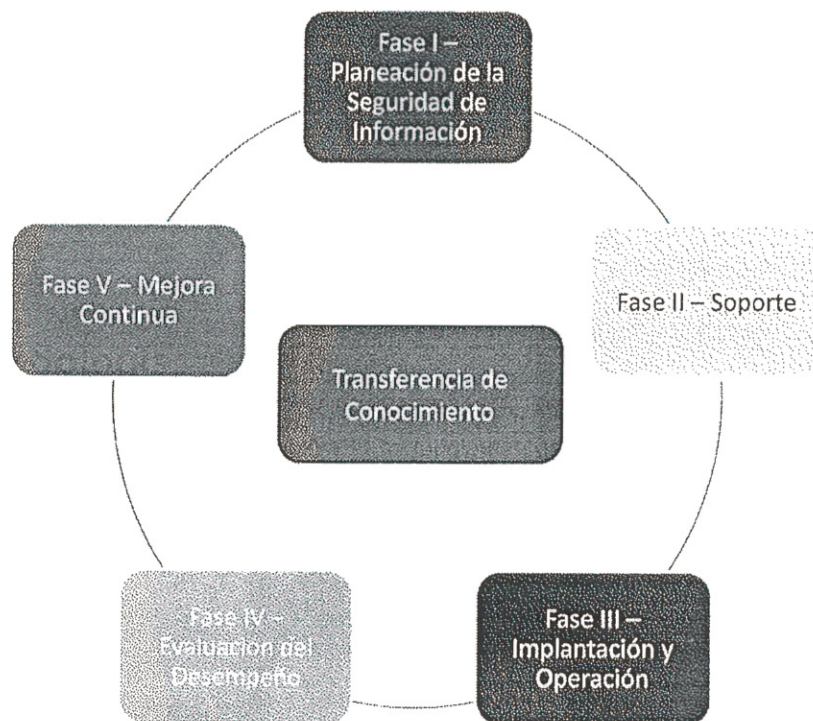 Fase I –
Planeación de la
Seguridad de
Información
Fase II – Soporte
Fase III –
Implantación y
Operación
Fase IV –
Evaluación del
Desempeño
Fase V – Mejora
Continua
Transferencia de
Conocimiento